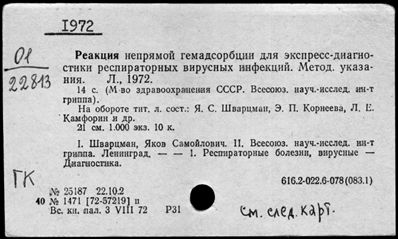 1972
01
22813
Реакция непрямой гемадсорбции для экспресс-диагно-
стики респираторных вирусных инфекций. Метод. указа-
ния. Л., 1972.
14 с. (М-во здравоохранения СССР. Всесоюз. науч.-исслед. ин-т
гриппа).
На обороте тит. л. сост.: Я. С. Шварцман, Э. П. Корнеева, Л. Е.
Камфорин и др.
21 см. 1.000 экз. 10 к.
I. Шварцман, Яков Самойлович. II. Всесоюз. науч.-исслед. ин-т
гриппа. Ленинград. — — 1. Респираторные болезни, вирусные —
Диагностика.
616.2-022.6-078(083.1)
ГК
№ 25187 22.10.2
40 № 1471 [72-57219] п
Вс. кн. пал. 3 VIII 72 Р31
см. след. карт.